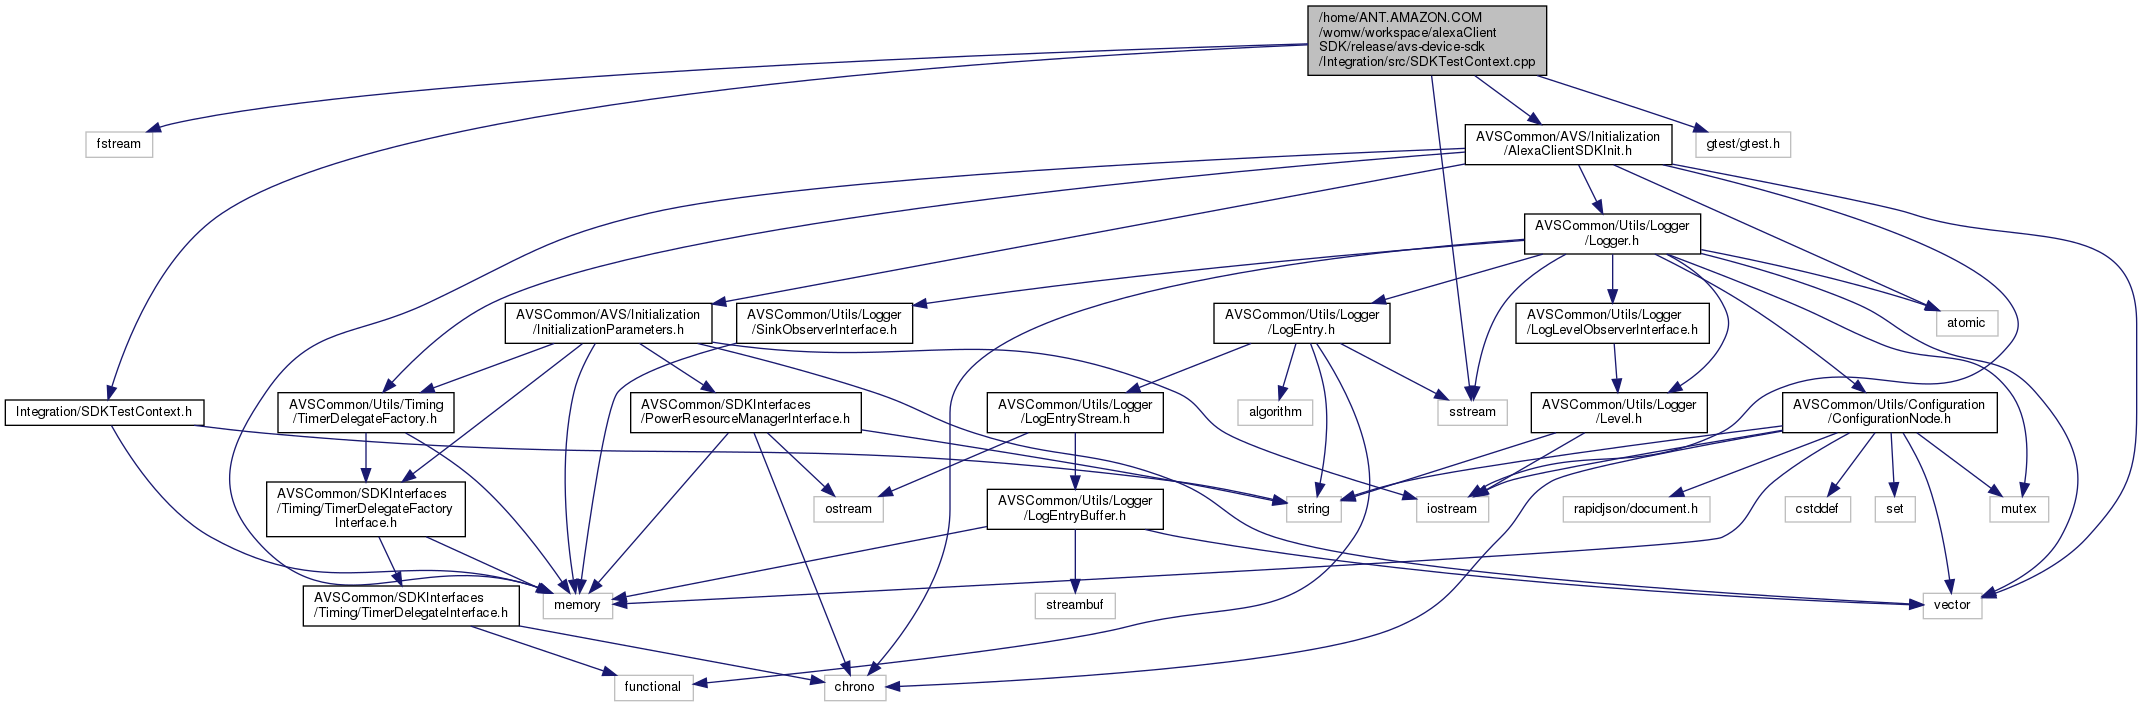 /home/ANT.AMAZON.COM
/womw/workspace/alexaClient
SDK/release/avs-device-sdk
/Integration/src/SDKTestContext.cpp
fstream
AVSCommon/AVS/Initialization
/AlexaClientSDKInit.h
gtest/gtest.h
AVSCommon/Utils/Logger
/Logger.h
AVSCommon/AVS/Initialization
/InitializationParameters.h
AVSCommon/Utils/Logger
/SinkObserverInterface.h
AVSCommon/Utils/Logger
/LogEntry.h
AVSCommon/Utils/Logger
/LogLevelObserverInterface.h
atomic
Integration/SDKTestContext.h
AVSCommon/Utils/Timing
/TimerDelegateFactory.h
AVSCommon/SDKInterfaces
/PowerResourceManagerInterface.h
AVSCommon/Utils/Logger
/LogEntryStream.h
algorithm
sstream
AVSCommon/Utils/Logger
/Level.h
AVSCommon/Utils/Configuration
/ConfigurationNode.h
AVSCommon/SDKInterfaces
/Timing/TimerDelegateFactory
Interface.h
ostream
AVSCommon/Utils/Logger
/LogEntryBuffer.h
string
iostream
rapidjson/document.h
cstddef
set
mutex
AVSCommon/SDKInterfaces
/Timing/TimerDelegateInterface.h
memory
streambuf
vector
functional
chrono